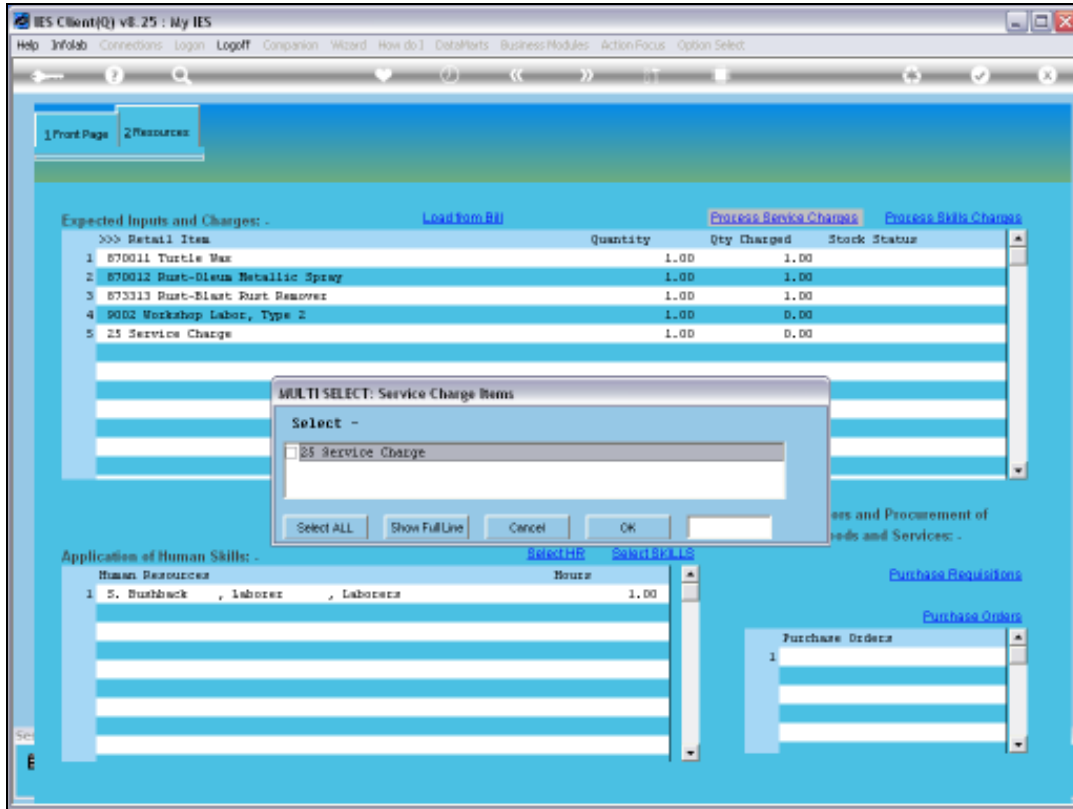 IES Client(Q) v8.25 : My IES
Help Infolab Connections Logon Logoff Companion Wizard How do I DataMarts Business Modules Action Focus Option Select
1 Front Page 2 Resources
Expected Inputs and Charges: - Load from Bill Process Service Charges Process Skills Charges
>>> Retail Item Quantity Qty Charged Stock Status
1 870011 Turtle Wax 1.00 1.00
2 870012 Rust-Oleum Metallic Spray 1.00 1.00
3 873313 Rust-Blast Rust Remover 1.00 1.00
4 9002 Workshop Labor, Type 2 1.00 0.00
5 25 Service Charge 1.00 0.00
MULTI SELECT: Service Charge Items
Select -
25 Service Charge
Select ALL Show Full Line Cancel OK
ors and Procurement of
oods and Services: -
Application of Human Skills: - Select HR Select SKILLS
Human Resources Hours
1 S. Bushback , laborer , Laborers 1.00
Purchase Requisitions
Purchase Orders
Purchase Orders
1